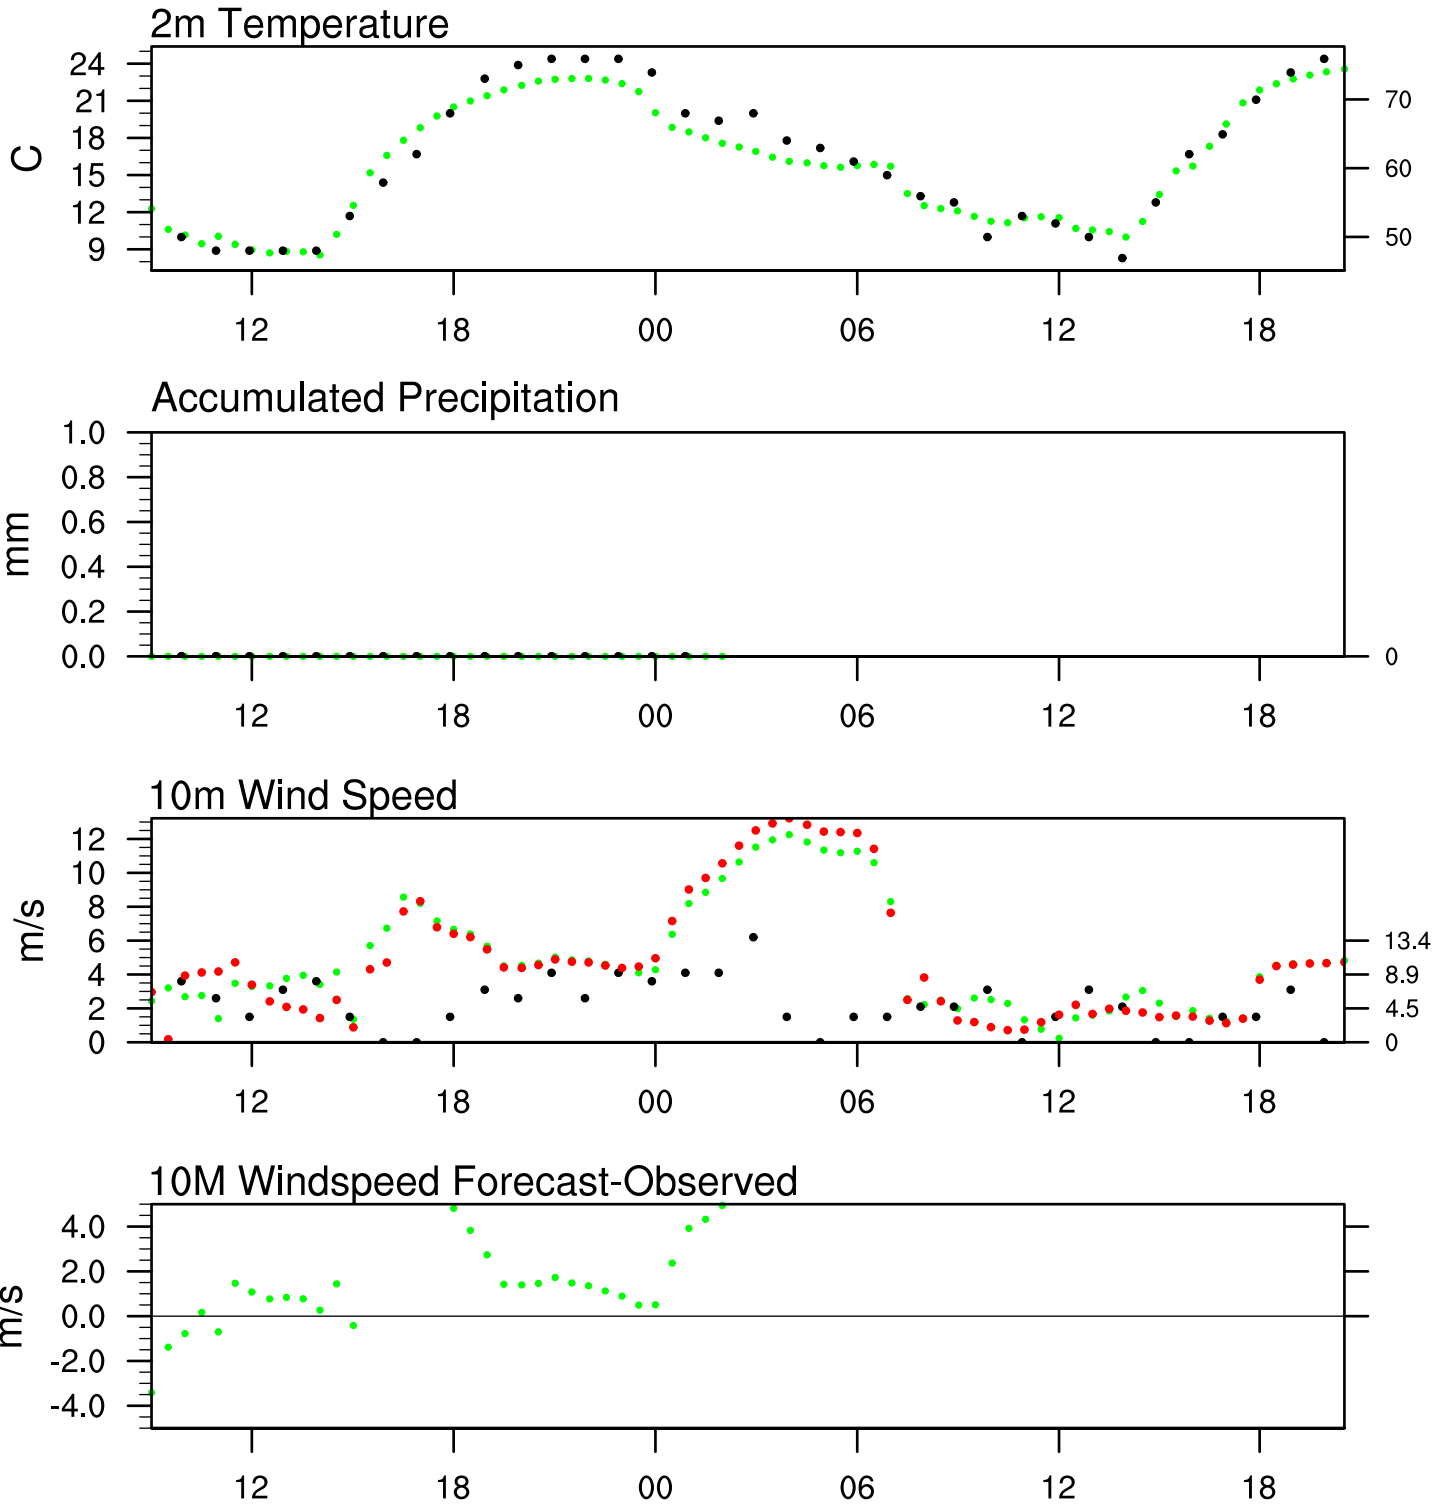 2m Temperature
C
24
21
18
15
12
9
70
60
50
12 18 00 06 12 18
Accumulated Precipitation
mm
1.0
0.8
0.6
0.4
0.2
0.0
0
12 18 00 06 12 18
10m Wind Speed
m/s
12
10
8
6
4
2
0
13.4
8.9
4.5
0
12 18 00 06 12 18
10M Windspeed Forecast-Observed
m/s
4.0
2.0
0.0
-2.0
-4.0
12 18 00 06 12 18